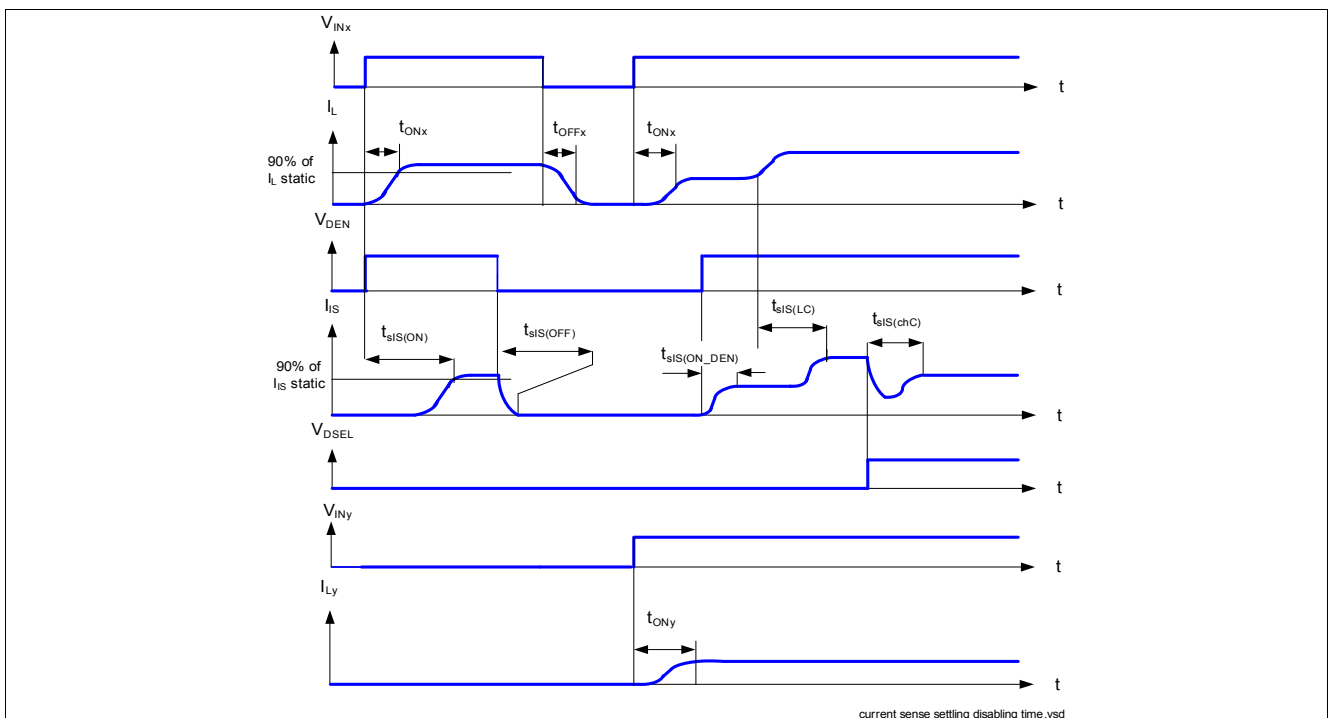 VINx
t
IL
tONx
tOFFx
tONx
90% of
IL static
t
VDEN
t
IIS
tsIS(ON)
tsIS(OFF)
tsIS(ON_DEN)
tsIS(LC)
tsIS(chC)
90% of
IIS static
t
VDSEL
t
VINy
t
ILy
tONy
t
current sense settling disabling time.vsd